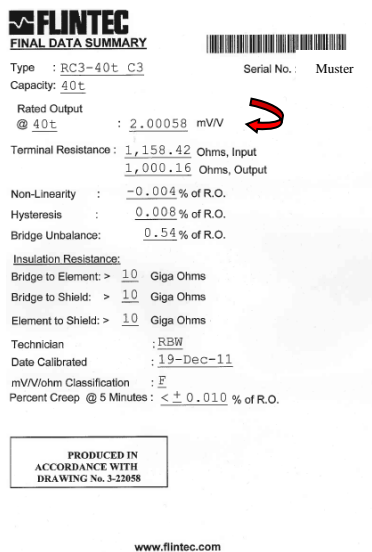 FLINTEC
FINAL DATA SUMMARY
Type : RC3-40t C3
Serial No. : Muster
Capacity: 40t
Rated Output
@ 40t : 2.00058 mV/V
Terminal Resistance : 1,158.42 Ohms, Input
1,000.16 Ohms, Output
Non-Linearity : -0.004 % of R.O.
Hysteresis : 0.008 % of R.O.
Bridge Unbalance: 0.54 % of R.O.
Insulation Resistance:
Bridge to Element: > 10 Giga Ohms
Bridge to Shield: > 10 Giga Ohms
Element to Shield: > 10 Giga Ohms
Technician : RBW
Date Calibrated : 19-Dec-11
mV/V/ohm Classification : F
Percent Creep @ 5 Minutes : < ± 0.010 % of R.O.
PRODUCED IN
ACCORDANCE WITH
DRAWING No. 3-22058
www.flintec.com